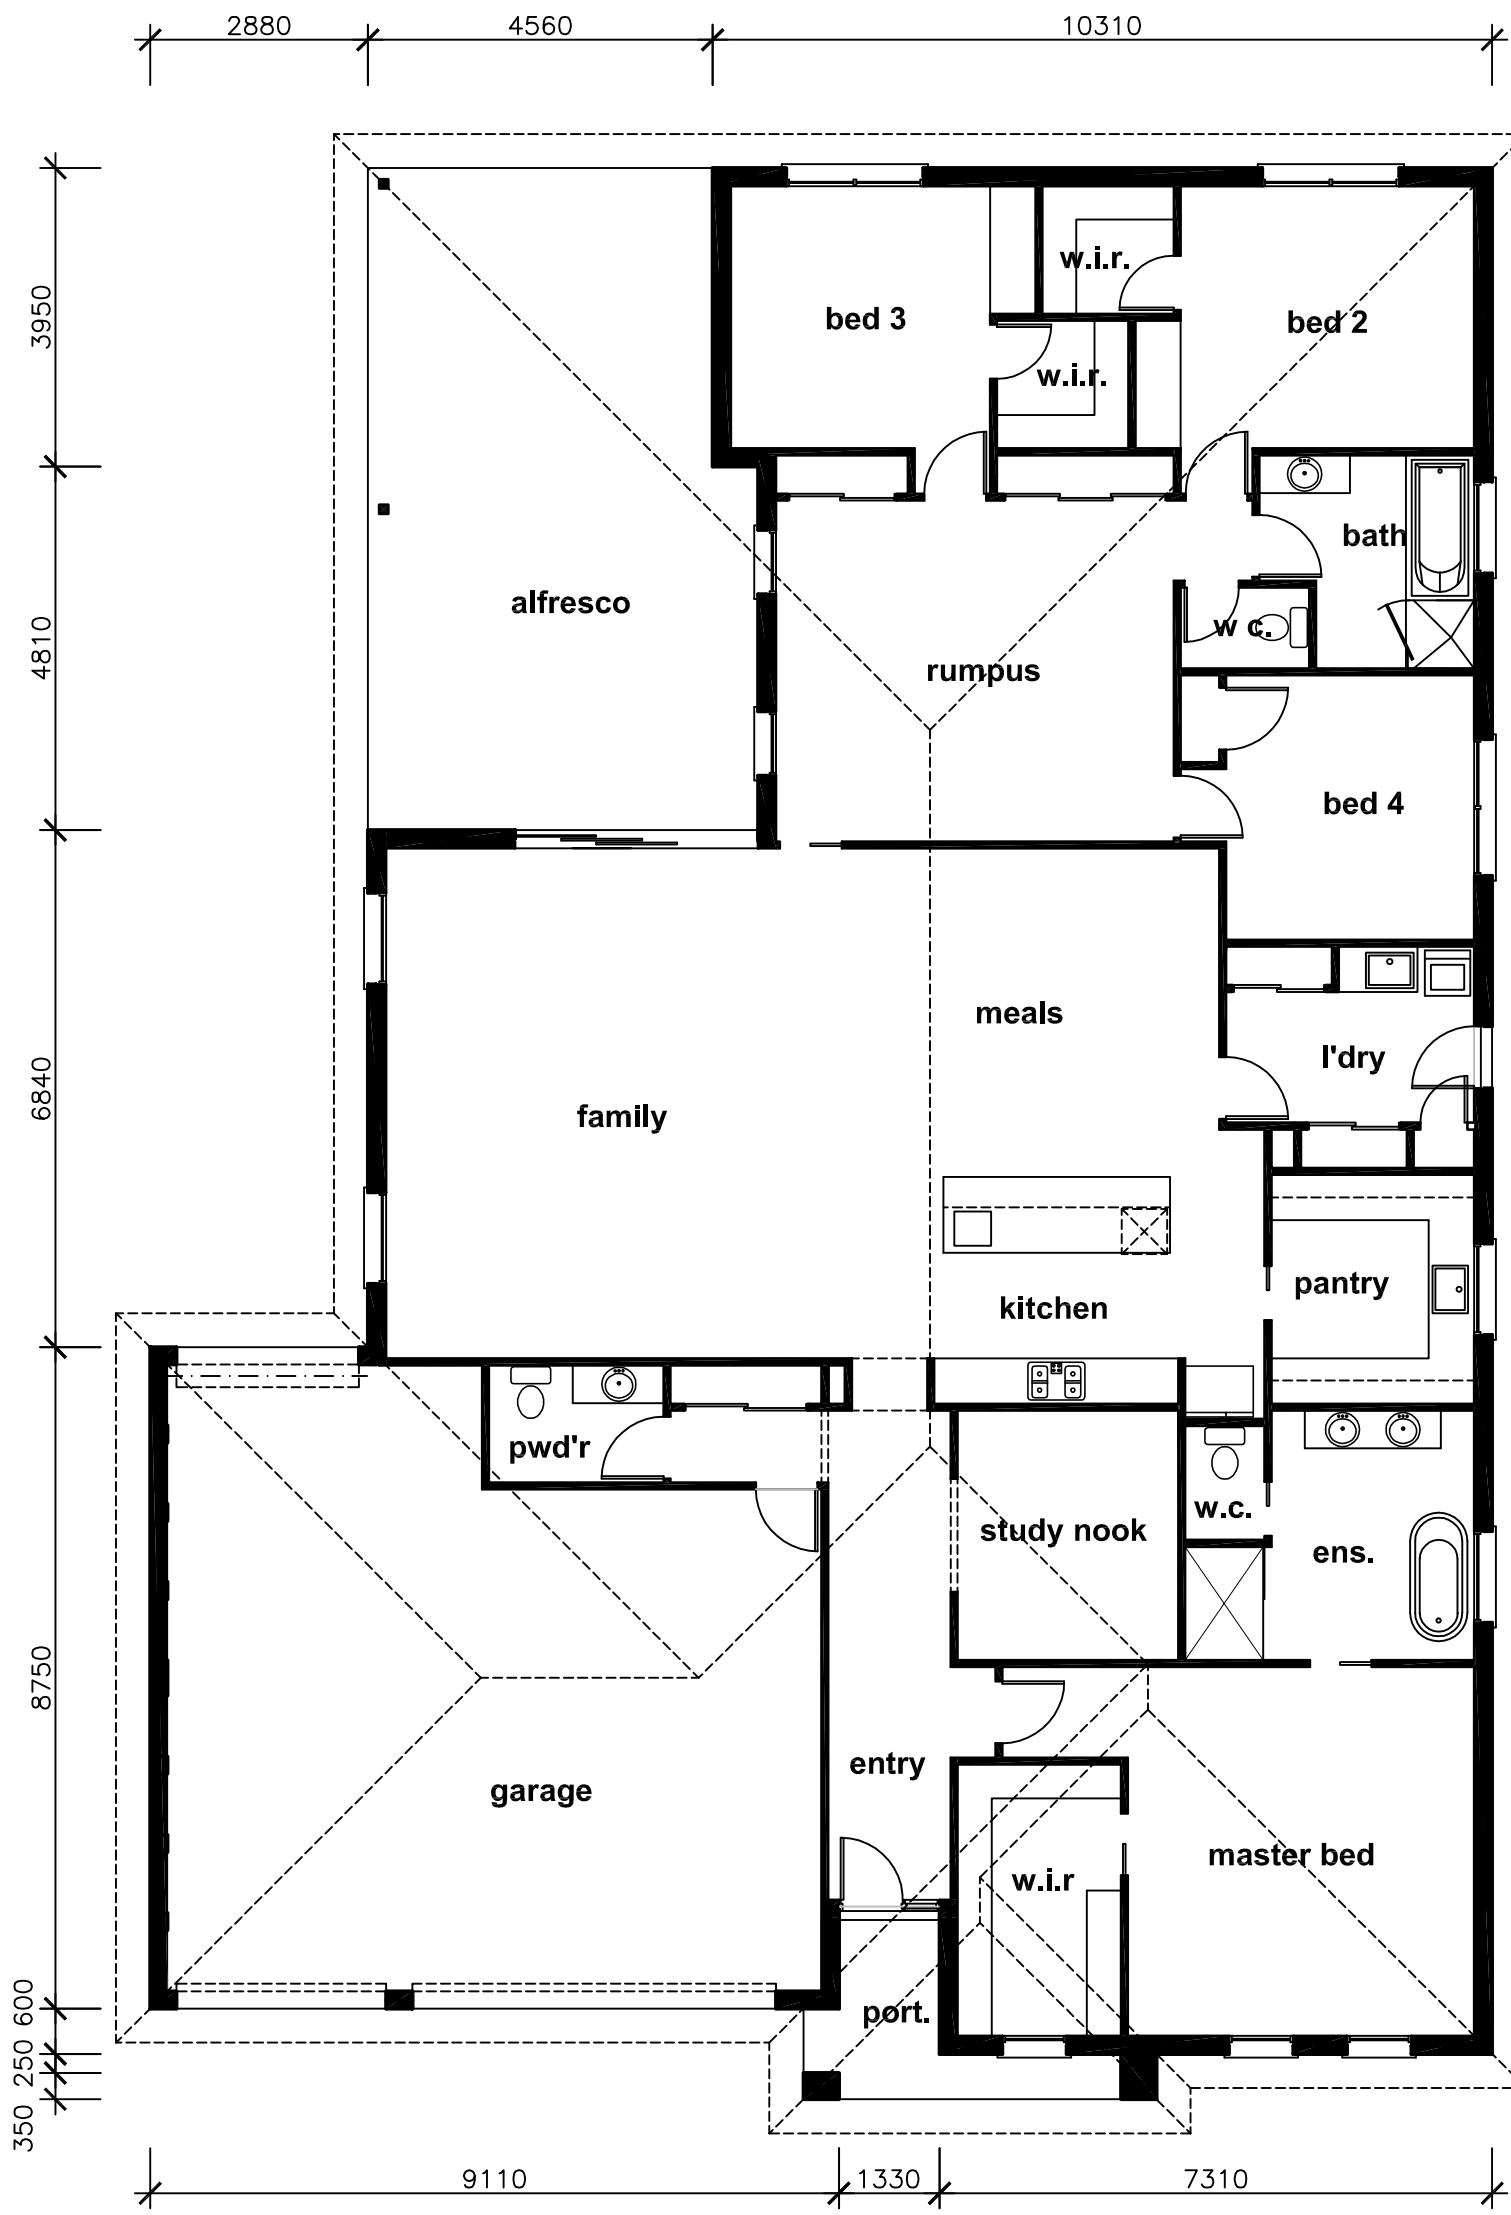 2880
4560
10310
w.i.r.
3950
bed 3
bed 2
w.i.r.
bath
alfresco
w c.
4810
rumpus
bed 4
meals
l'dry
6840
family
pantry
kitchen
pwd'r
w.c.
study nook
ens.
8750
entry
garage
master bed
w.i.r
600
port.
250
350
9110
1330
7310